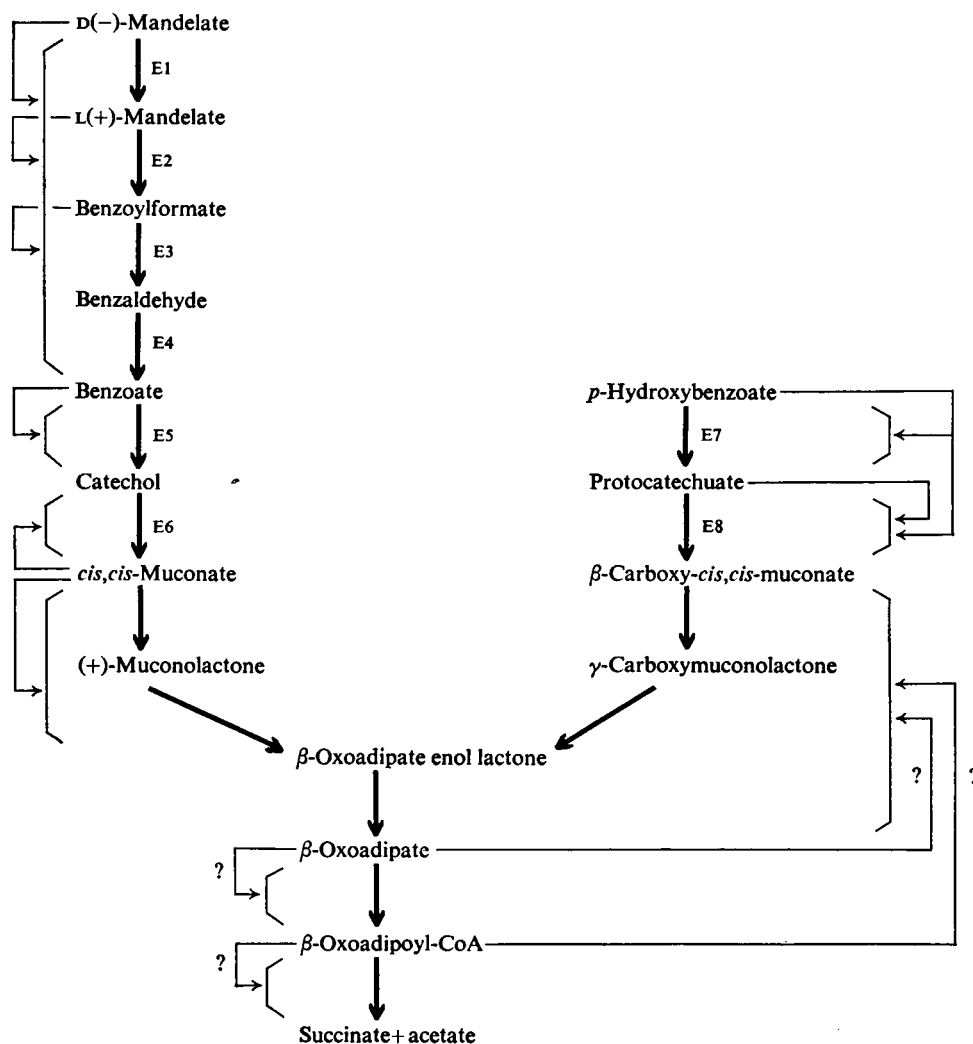 D(−)-Mandelate
E1
L(+)-Mandelate
E2
Benzoylformate
E3
Benzaldehyde
E4
Benzoate
E5
Catechol
E6
cis,cis-Muconate
(+)-Muconolactone
p-Hydroxybenzoate
E7
Protocatechuate
E8
β-Carboxy-cis,cis-muconate
γ-Carboxymuconolactone
β-Oxoadipate enol lactone
? ?
β-Oxoadipate
?
β-Oxoadipoyl-CoA
?
Succinate+acetate